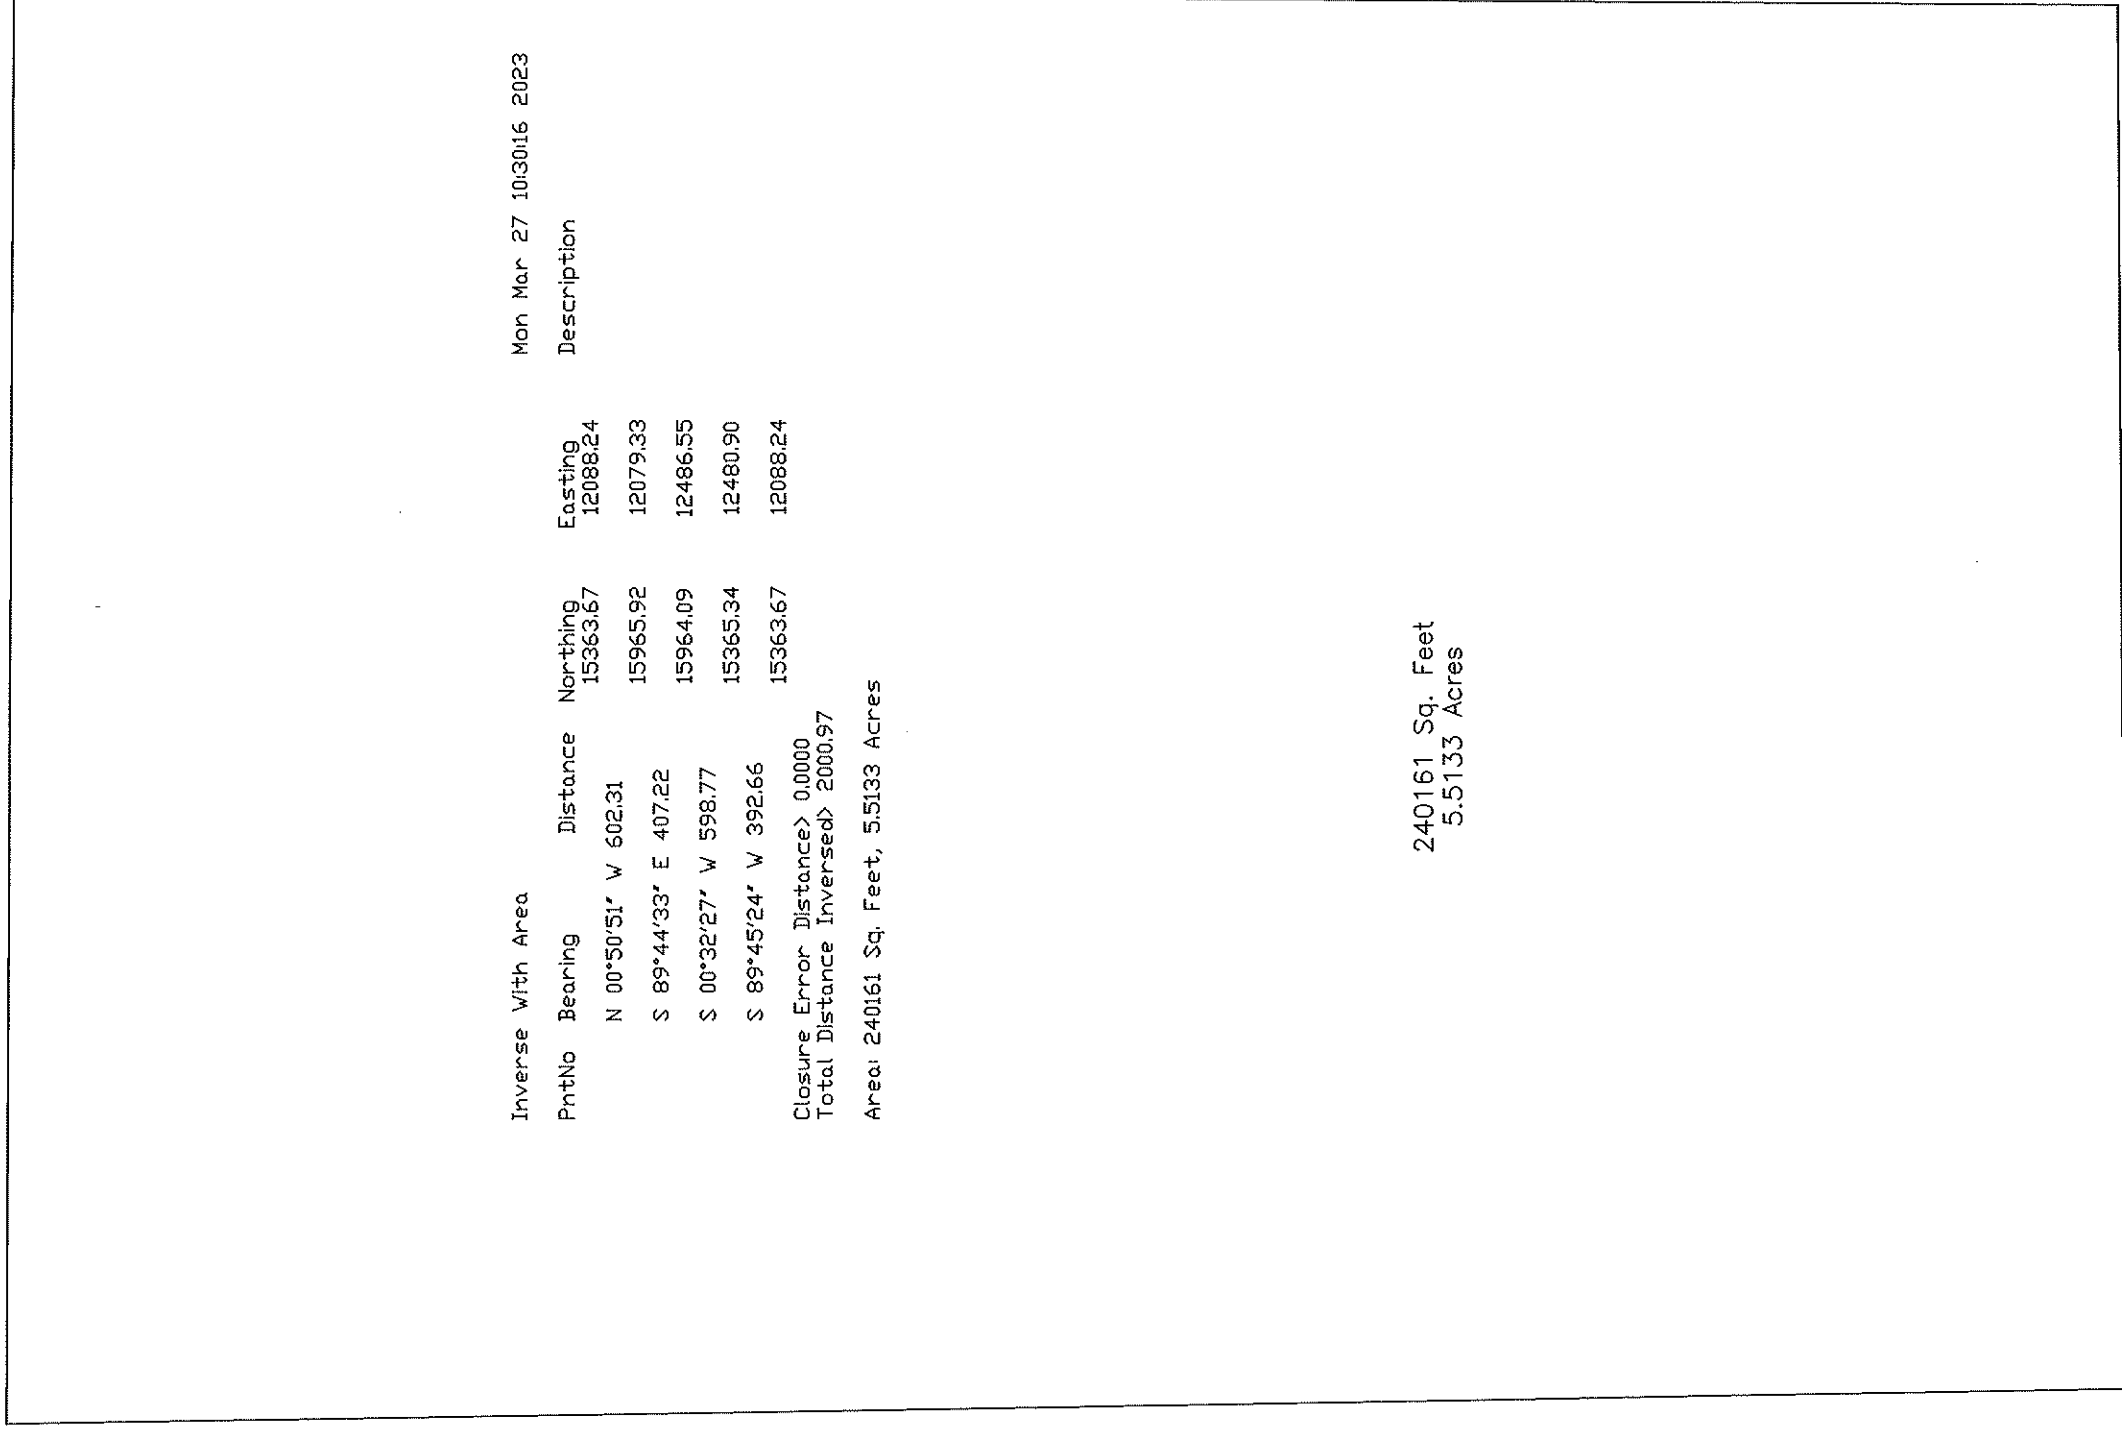 Inverse With Area Mon Mar 27 10:30:16 2023
PntNo Bearing Distance Northing Easting Description
15363.67 12088.24
N 00°50'51" W 602.31
15965.92 12079.33
S 89°44'33" E 407.22
15964.09 12486.55
S 00°32'27" W 598.77
15365.34 12480.90
S 89°45'24" W 392.66
15363.67 12088.24
Closure Error Distance> 0.0000
Total Distance Inversed> 2000.97
Area: 240161 Sq. Feet, 5.5133 Acres
240161 Sq. Feet
5.5133 Acres